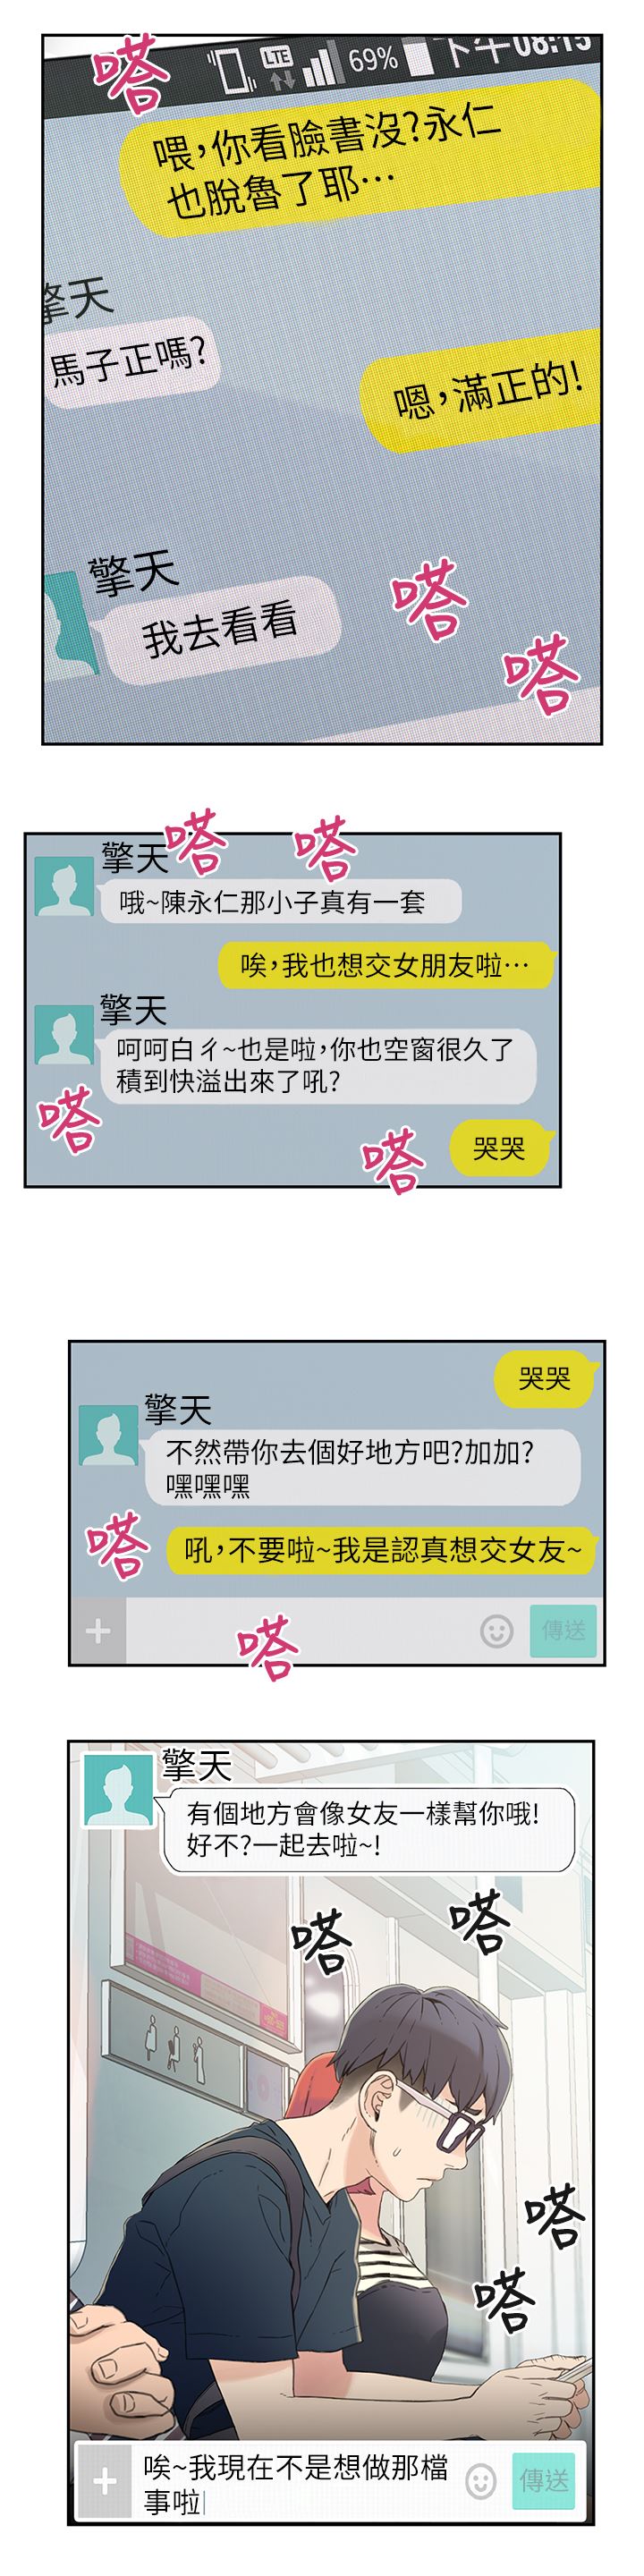 嗒
LTE 69% 下午08:15
喂，你看臉書沒？永仁
也脫魯了耶…
擎天
馬子正嗎？
嗯，滿正的！
擎天
我去看看
嗒
嗒
嗒
嗒
擎天
哦~陳永仁那小子真有一套
唉，我也想交女朋友啦…
擎天
呵呵白ㄔ~也是啦，你也空窗很久了
積到快溢出來了吼？
嗒
嗒
哭哭
哭哭
擎天
不然帶你去個好地方吧？加加？
嘿嘿嘿
嗒
吼，不要啦~我是認真想交女友~
嗒
傳送
擎天
有個地方會像女友一樣幫你哦！
好不？一起去啦~！
嗒
嗒
嗒
嗒
唉~我現在不是想做那檔
事啦
傳送